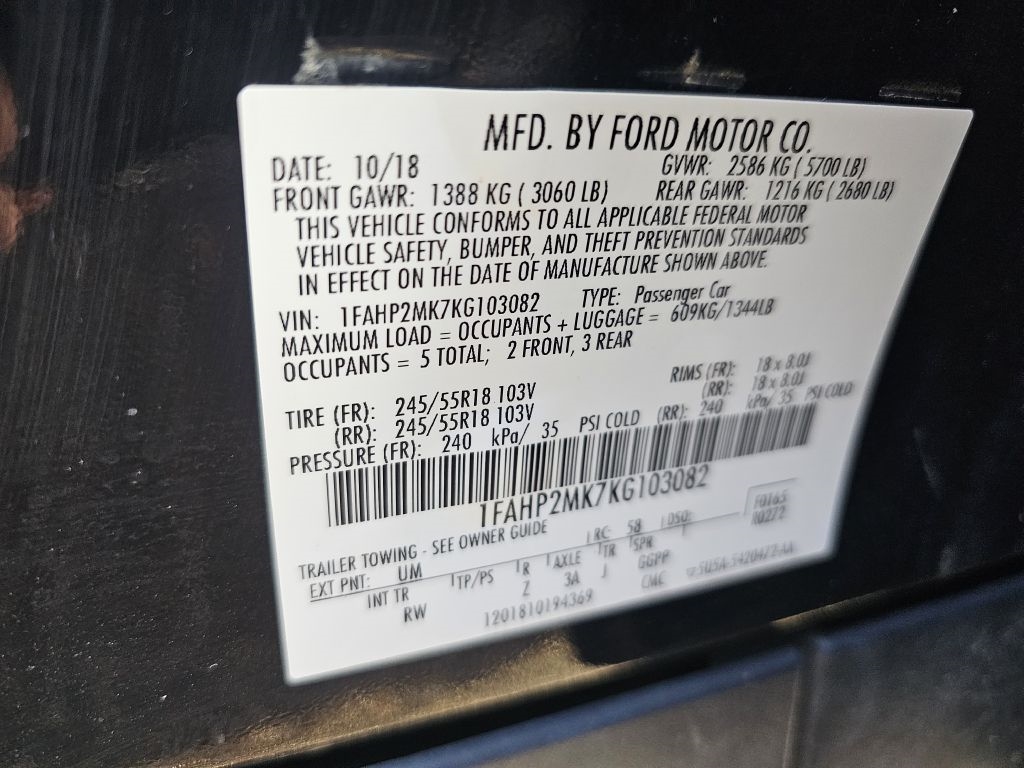 MFD. BY FORD MOTOR CO.
DATE: 10/18 GVWR: 2586 KG ( 5700 LB)
FRONT GAWR: 1388 KG ( 3060 LB) REAR GAWR: 1216 KG ( 2680 LB)
THIS VEHICLE CONFORMS TO ALL APPLICABLE FEDERAL MOTOR
VEHICLE SAFETY, BUMPER, AND THEFT PREVENTION STANDARDS
IN EFFECT ON THE DATE OF MANUFACTURE SHOWN ABOVE.
VIN: 1FAHP2MK7KG103082 TYPE: Passenger Car
MAXIMUM LOAD = OCCUPANTS + LUGGAGE = 609KG/1344LB
OCCUPANTS = 5 TOTAL; 2 FRONT, 3 REAR
TIRE (FR): 245/55R18 103V RIMS (FR): 18 x 8.0J
(RR): 245/55R18 103V (RR): 18 x 8.0J
PRESSURE (FR): 240 kPa/ 35 PSI COLD (RR): 240 kPa/ 35 PSI COLD
1FAHP2MK7KG103082
F0165
R0272
TRAILER TOWING - SEE OWNER GUIDE RC: 58 DSO:
EXT PNT: UM TP/PS R AXLE TR SPR
INT TR Z 3A J GGPP
RW 1201810194369 CMC